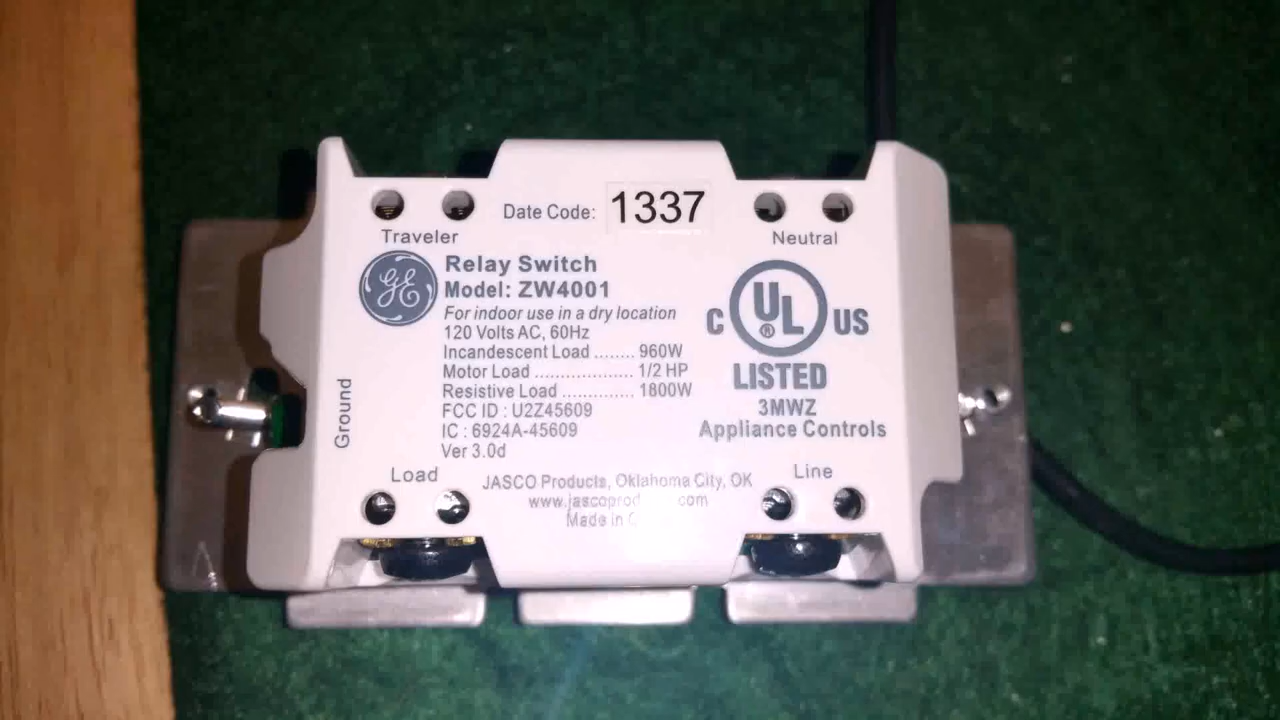 Date Code: 1337
Traveler
Neutral
GE
Relay Switch
Model: ZW4001
For indoor use in a dry location
120 Volts AC, 60Hz
Incandescent Load ........ 960W
Motor Load ................... 1/2 HP
Resistive Load .............. 1800W
FCC ID : U2Z45609
IC : 6924A-45609
Ver 3.0d
C UL® US
LISTED
3MWZ
Appliance Controls
Ground
Load
Line
JASCO Products, Oklahoma City, OK
Made in